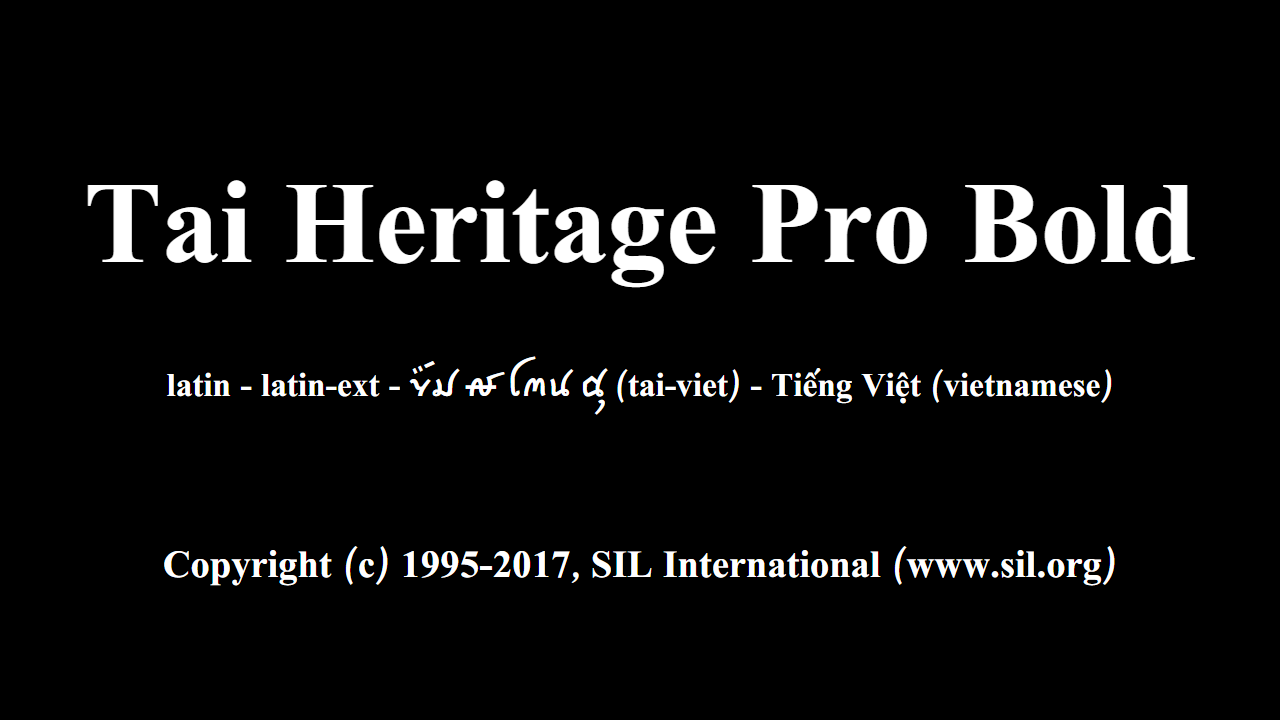 Tai Heritage Pro Bold
latin - latin-ext - (tai-viet) - Tiếng Việt (vietnamese)
Copyright (c) 1995-2017, SIL International (www.sil.org)